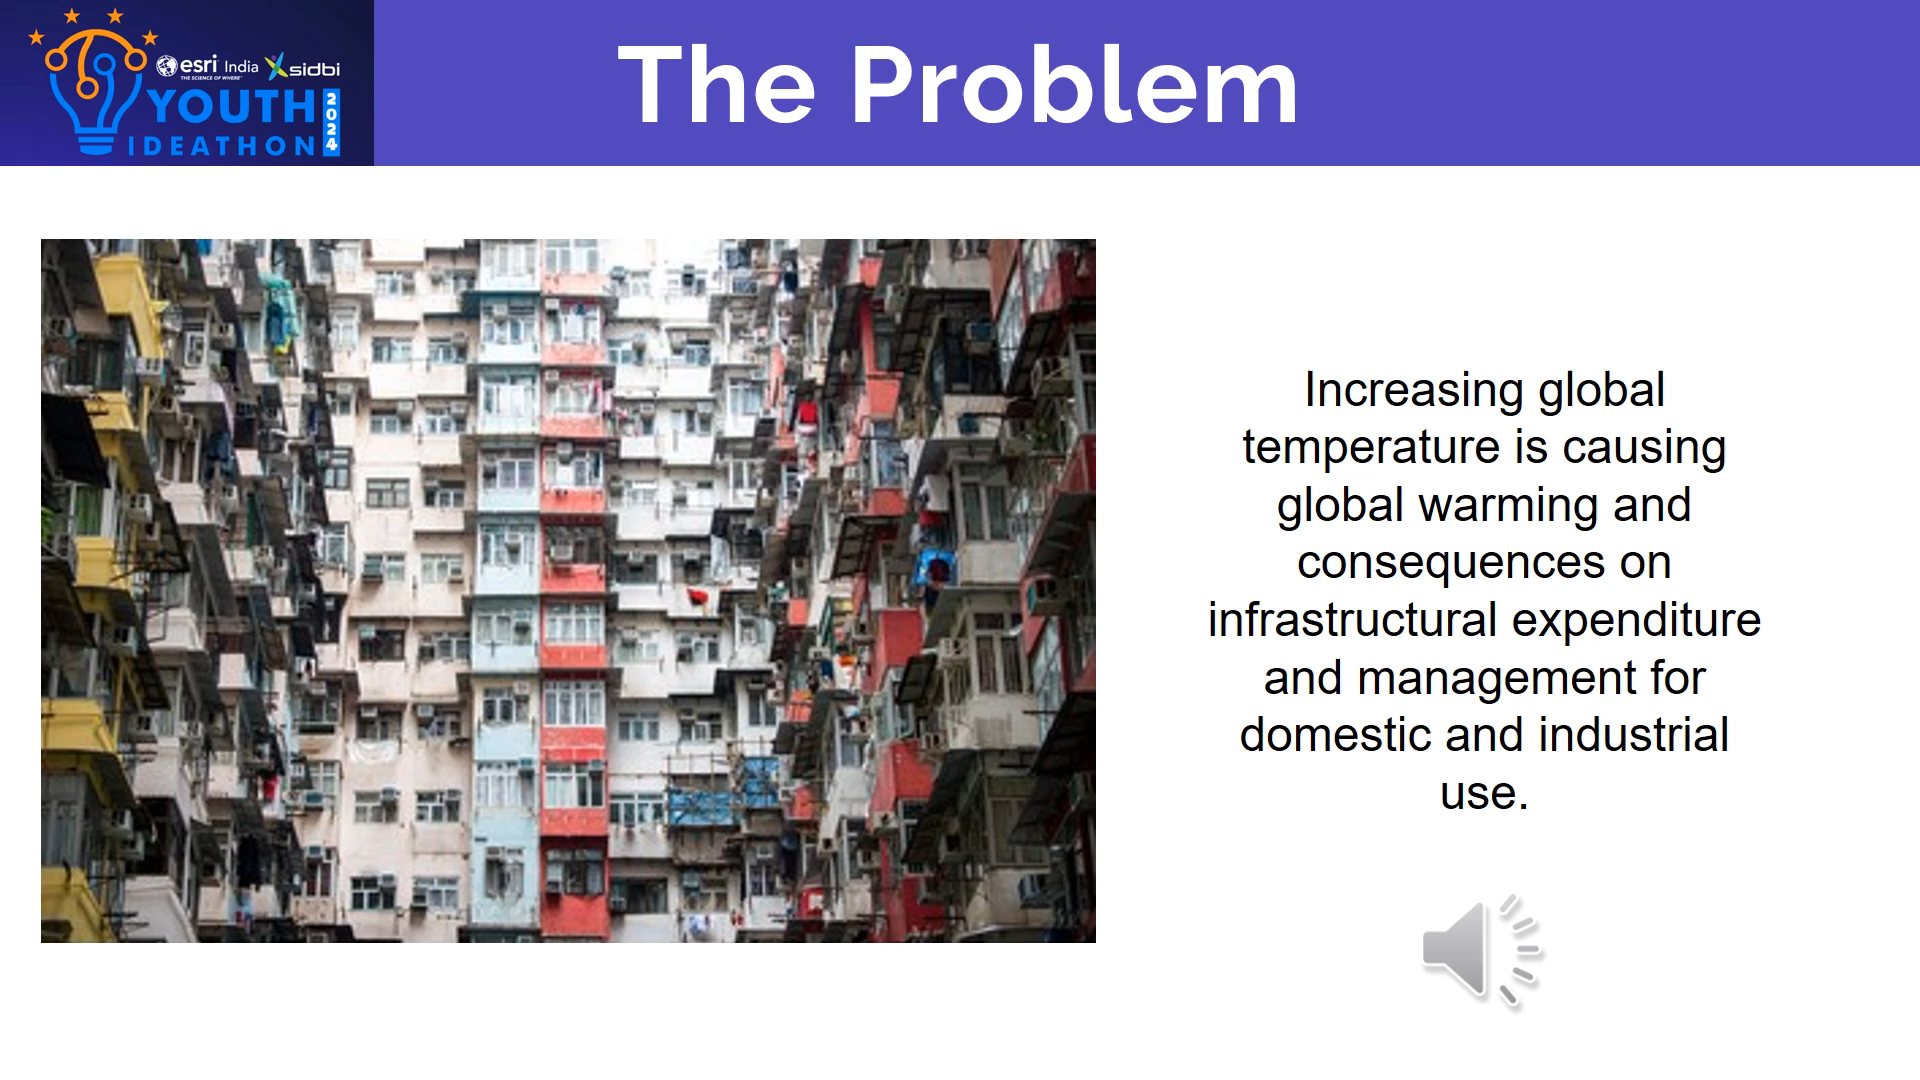 esri India
THE SCIENCE OF WHERE™
sidbi
YOUTH
IDEATHON
2024
The Problem
Increasing global
temperature is causing
global warming and
consequences on
infrastructural expenditure
and management for
domestic and industrial
use.